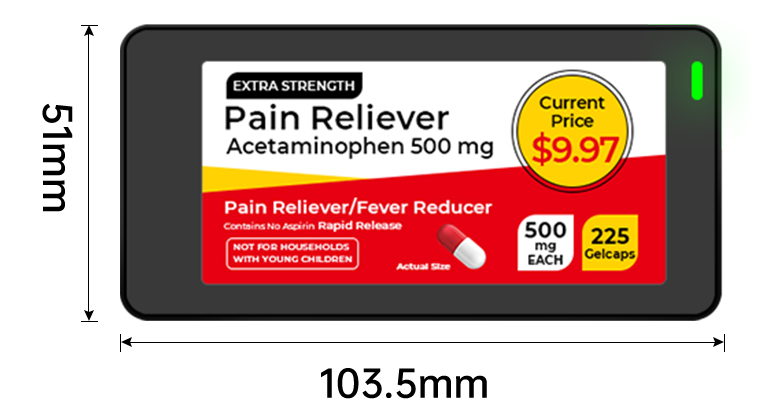 EXTRA STRENGTH
Pain Reliever
Acetaminophen 500 mg
Current
Price
$9.97
Pain Reliever/Fever Reducer
Contains No Aspirin Rapid Release
NOT FOR HOUSEHOLDS
WITH YOUNG CHILDREN
Actual Size
500
mg
EACH
225
Gelcaps
51mm
103.5mm